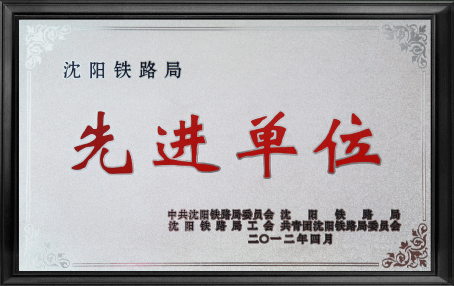 沈阳铁路局
先进单位
中共沈阳铁路局委员会 沈阳铁路局
沈阳铁路局工会 共青团沈阳铁路局委员会
二〇一二年四月